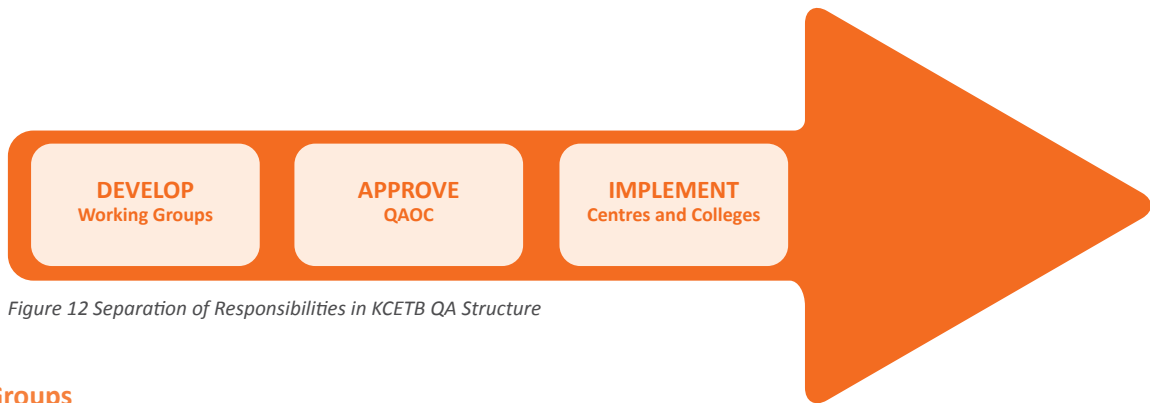 DEVELOP
Working Groups
APPROVE
QAOC
IMPLEMENT
Centres and Colleges
Figure 12 Separation of Responsibilities in KCETB QA Structure
Groups